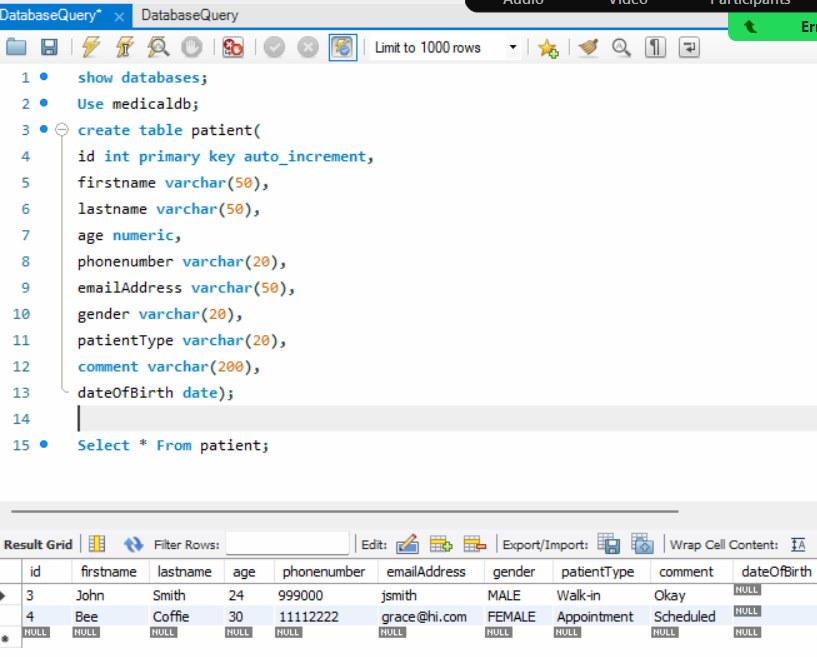 Audio Video Participants
DatabaseQuery* × DatabaseQuery
Limit to 1000 rows
1 show databases;
2 Use medicaldb;
3 create table patient(
4 id int primary key auto_increment,
5 firstname varchar(50),
6 lastname varchar(50),
7 age numeric,
8 phonenumber varchar(20),
9 emailAddress varchar(50),
10 gender varchar(20),
11 patientType varchar(20),
12 comment varchar(200),
13 dateOfBirth date);
14
15 Select * From patient;
Result Grid Filter Rows: Edit: Export/Import: Wrap Cell Content:
id firstname lastname age phonenumber emailAddress gender patientType comment dateOfBirth
3 John Smith 24 999000 jsmith MALE Walk-in Okay NULL
4 Bee Coffie 30 11112222 grace@hi.com FEMALE Appointment Scheduled NULL
NULL NULL NULL NULL NULL NULL NULL NULL NULL NULL